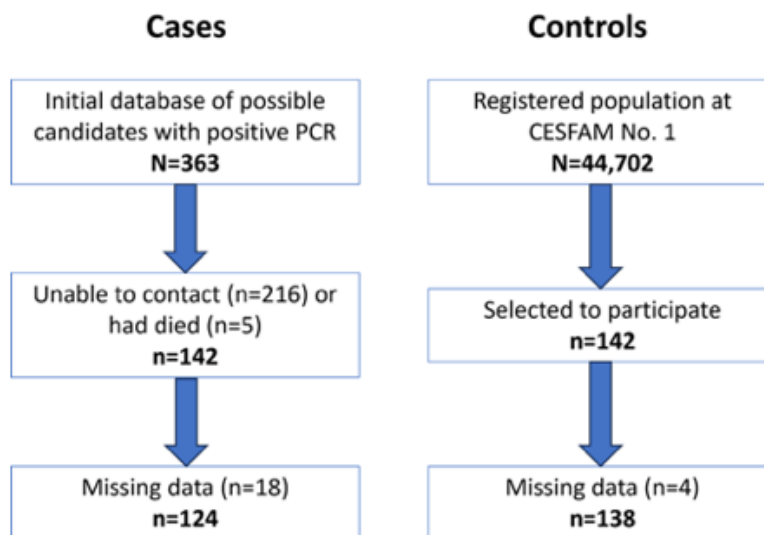 Cases
Initial database of possible
candidates with positive PCR
N=363
Unable to contact (n=216) or
had died (n=5)
n=142
Missing data (n=18)
n=124
Controls
Registered population at
CESFAM No. 1
N=44,702
Selected to participate
n=142
Missing data (n=4)
n=138